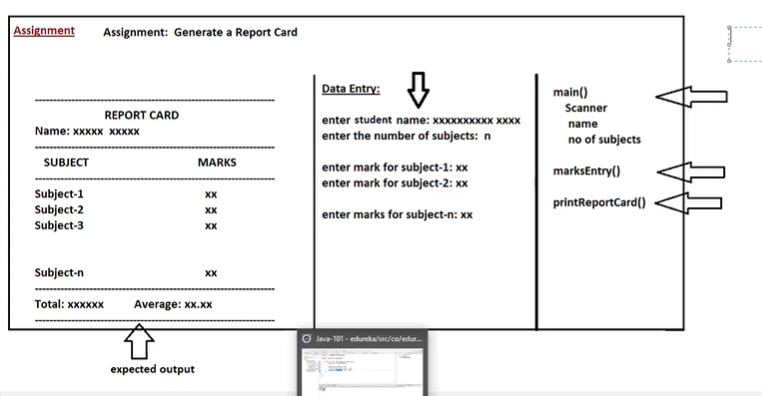 Assignment
Assignment: Generate a Report Card
REPORT CARD
Name: xxxxx xxxxx
SUBJECT MARKS
Subject-1 xx
Subject-2 xx
Subject-3 xx
Subject-n xx
Total: xxxxxx Average: xx.xx
expected output
Data Entry:
enter student name: xxxxxxxxxx xxxx
enter the number of subjects: n
enter mark for subject-1: xx
enter mark for subject-2: xx
enter marks for subject-n: xx
main()
Scanner
name
no of subjects
marksEntry()
printReportCard()
Java-101 - edureka/src/co/edur...